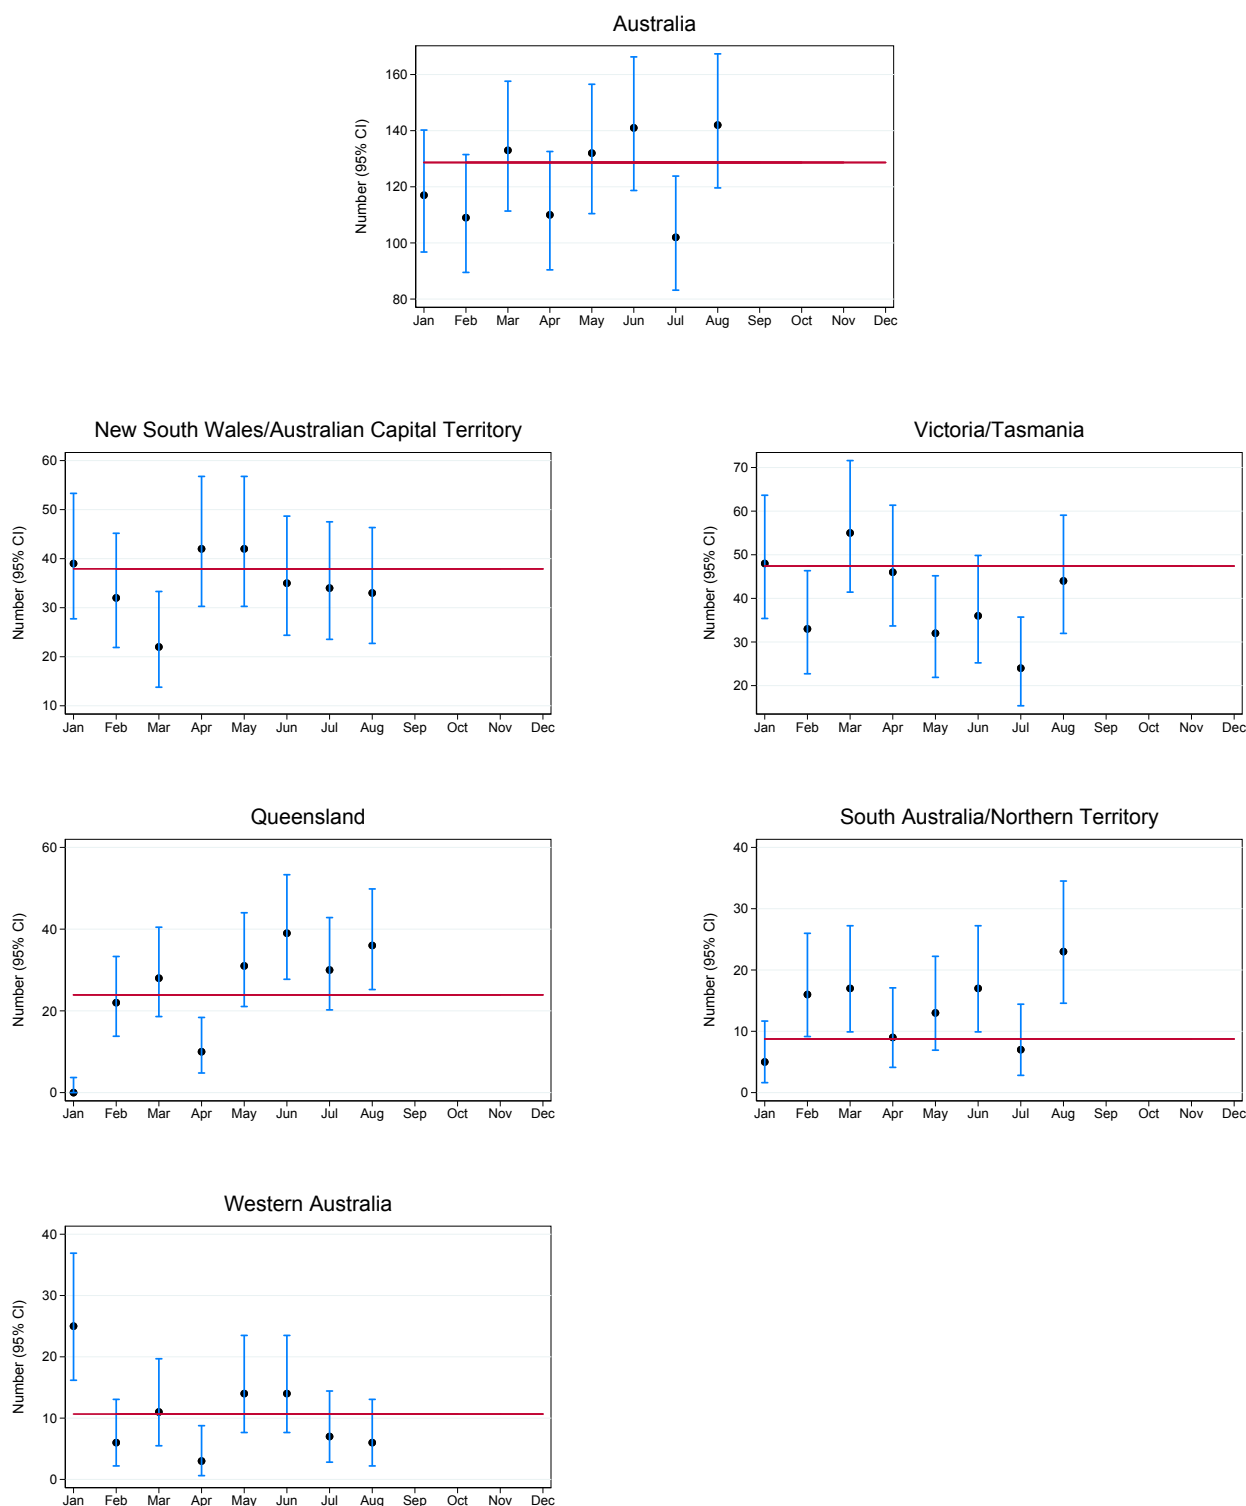 Australia
Number (95% CI)
160
140
120
100
80
Jan Feb Mar Apr May Jun Jul Aug Sep Oct Nov Dec
New South Wales/Australian Capital Territory
Number (95% CI)
60
50
40
30
20
10
Jan Feb Mar Apr May Jun Jul Aug Sep Oct Nov Dec
Victoria/Tasmania
Number (95% CI)
70
60
50
40
30
20
Jan Feb Mar Apr May Jun Jul Aug Sep Oct Nov Dec
Queensland
Number (95% CI)
60
40
20
0
Jan Feb Mar Apr May Jun Jul Aug Sep Oct Nov Dec
South Australia/Northern Territory
Number (95% CI)
40
30
20
10
0
Jan Feb Mar Apr May Jun Jul Aug Sep Oct Nov Dec
Western Australia
Number (95% CI)
40
30
20
10
0
Jan Feb Mar Apr May Jun Jul Aug Sep Oct Nov Dec